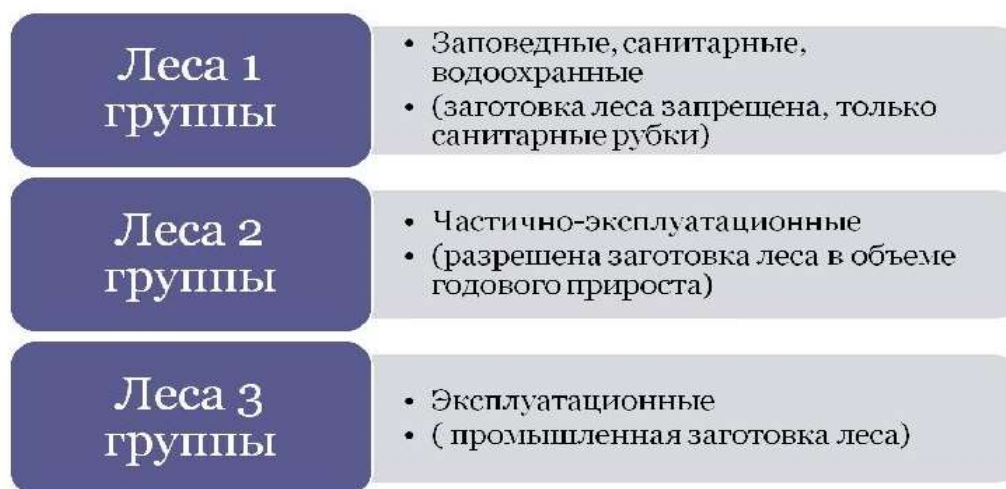 Леса 1
группы
• Заповедные, санитарные,
водоохранные
• (заготовка леса запрещена, только
санитарные рубки)
Леса 2
группы
• Частично-эксплуатационные
• (разрешена заготовка леса в объеме
годового прироста)
Леса 3
группы
• Эксплуатационные
• ( промышленная заготовка леса)